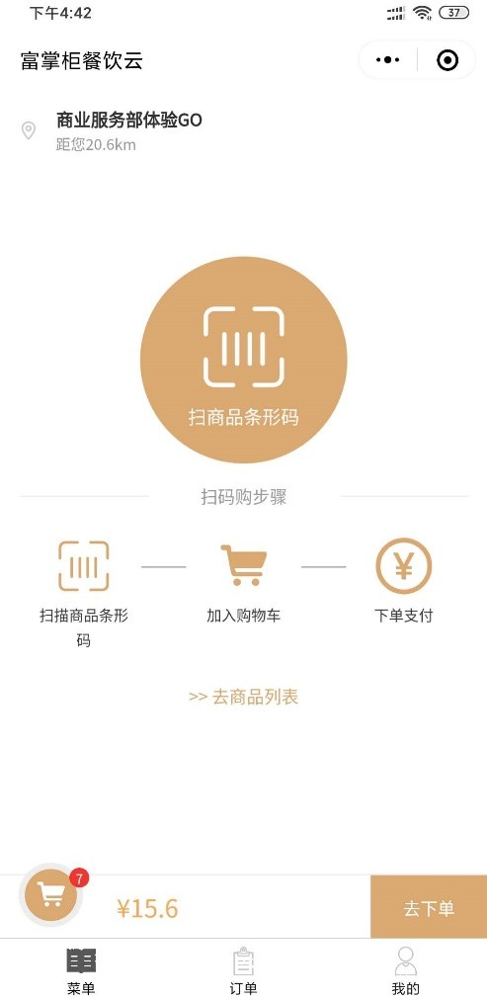 下午4:42
37
富掌柜餐饮云
商业服务部体验GO
距您20.6km
扫商品条形码
扫码购步骤
扫描商品条形
码
加入购物车
下单支付
>> 去商品列表
7
¥15.6
去下单
菜单
订单
我的